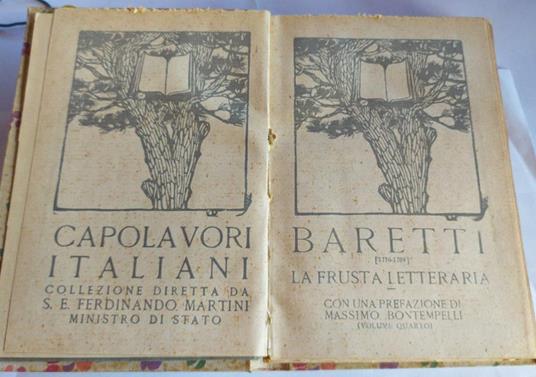 CAPOLAVORI
ITALIANI
COLLEZIONE DIRETTA DA
S. E. FERDINANDO MARTINI
MINISTRO DI STATO
BARETTI
LA FRUSTA LETTERARIA
CON UNA PREFAZIONE DI
MASSIMO BONTEMPELLI
(VOLUME QUARTO)